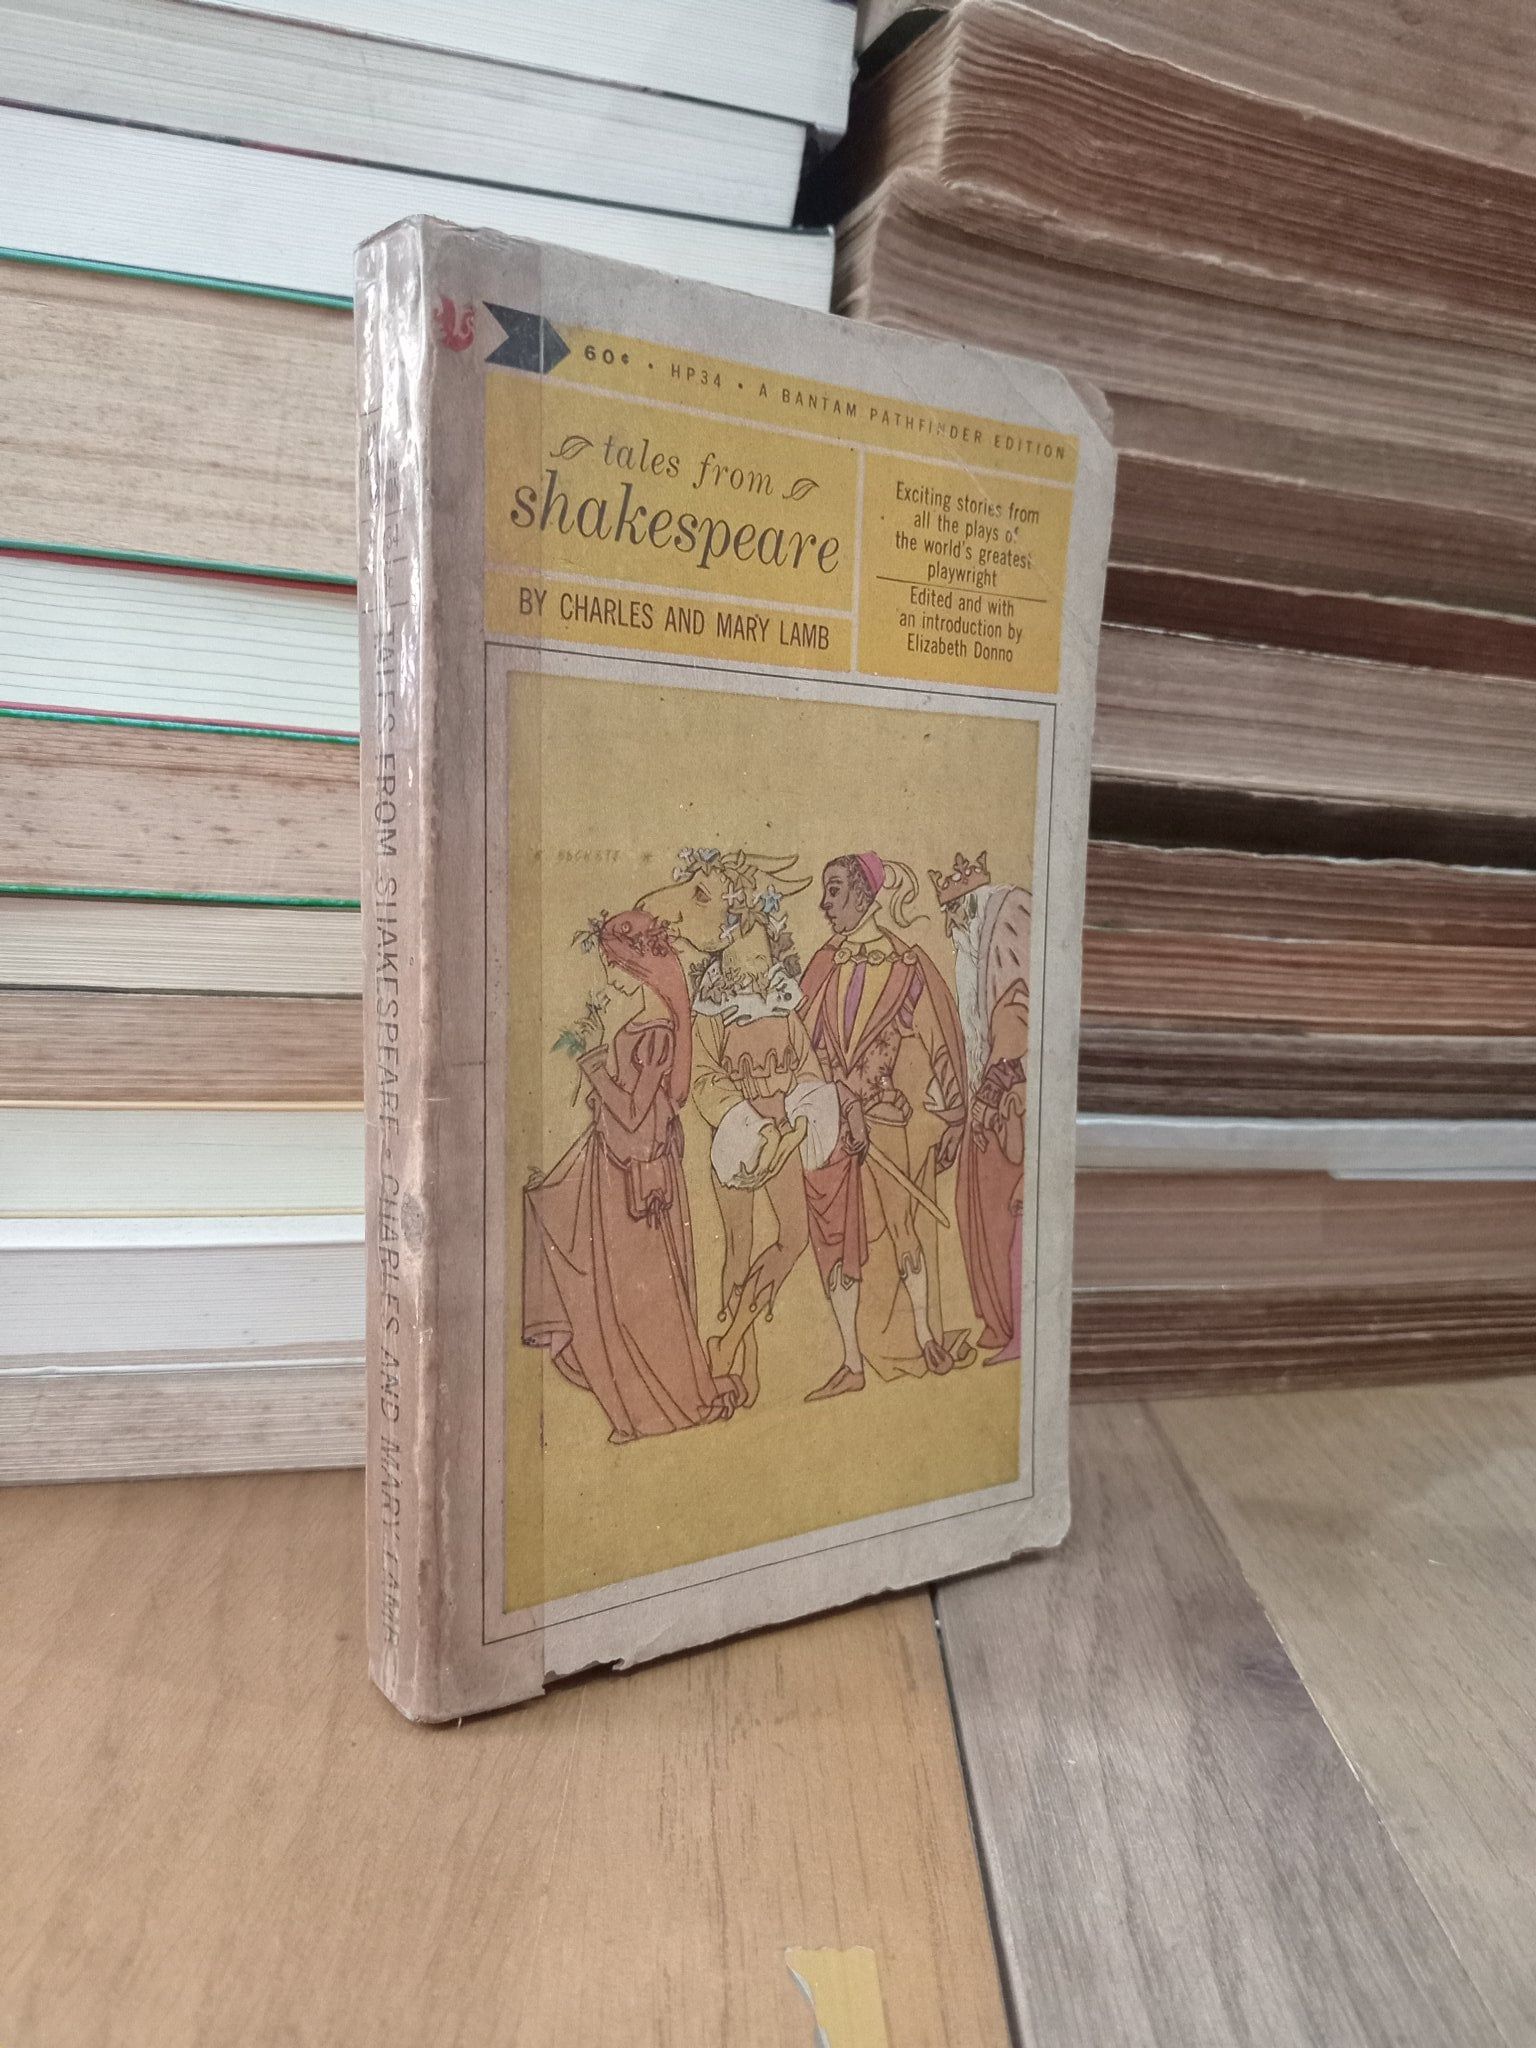 60¢ • HP34 • A BANTAM PATHFINDER EDITION
tales from
shakespeare
BY CHARLES AND MARY LAMB
Exciting stories from
all the plays of
the world's greatest
playwright
Edited and with
an introduction by
Elizabeth Donno
TALES FROM SHAKESPEARE - CHARLES AND MARY LAMB